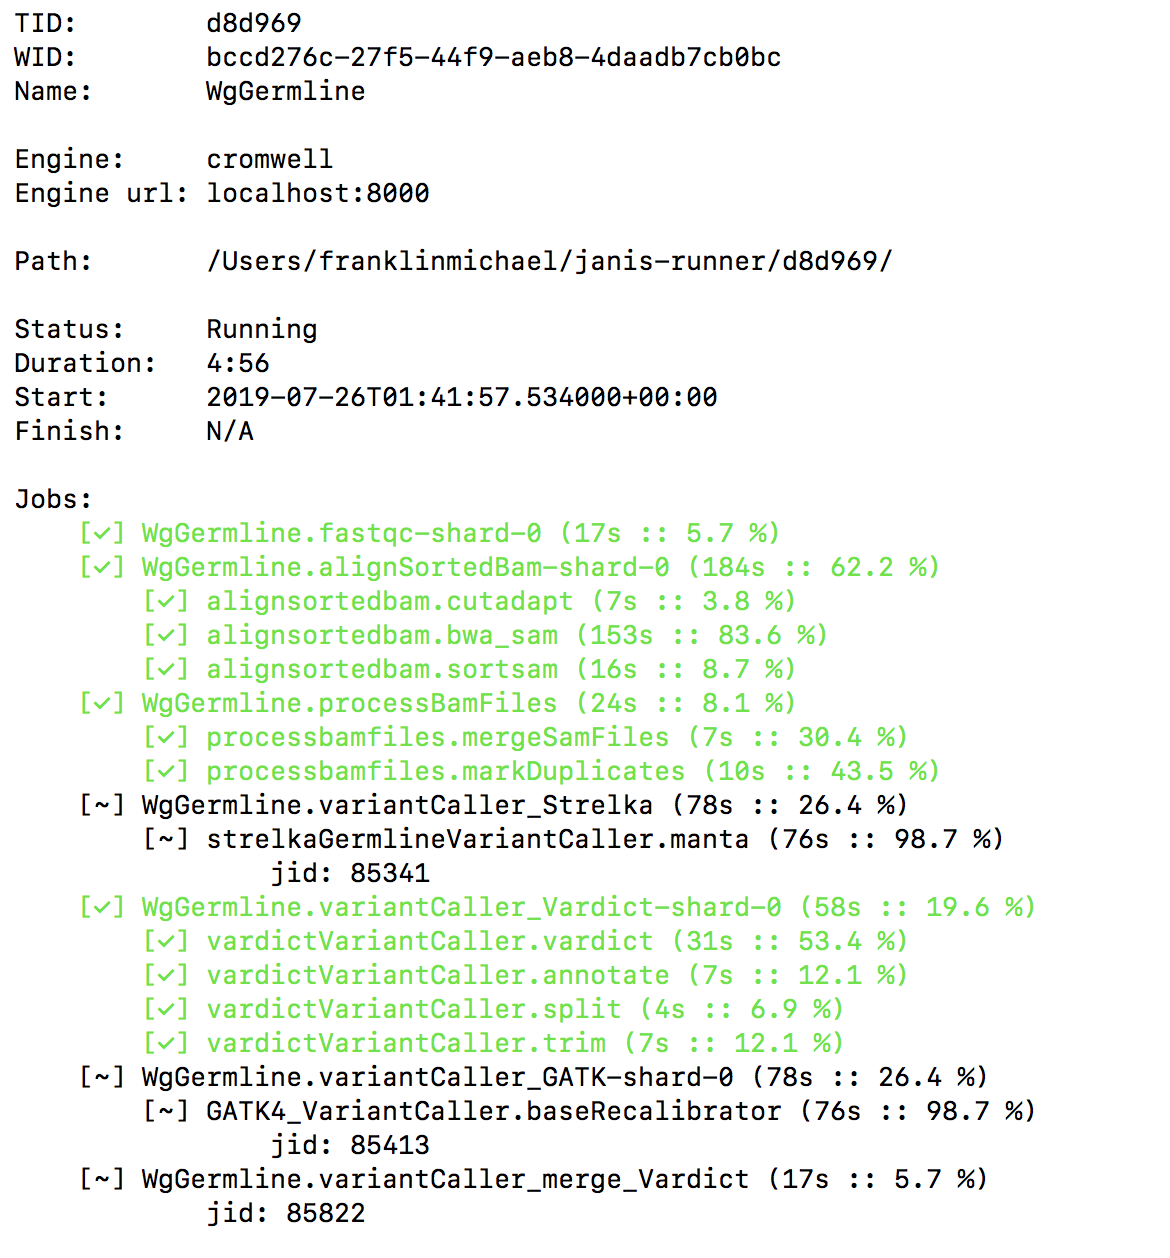 TID:        d8d969
WID:        bccd276c-27f5-44f9-aeb8-4daadb7cb0bc
Name:       WgGermline

Engine:     cromwell
Engine url: localhost:8000

Path:       /Users/franklinmichael/janis-runner/d8d969/

Status:     Running
Duration:   4:56
Start:      2019-07-26T01:41:57.534000+00:00
Finish:     N/A

Jobs:
    [✓] WgGermline.fastqc-shard-0 (17s :: 5.7 %)
    [✓] WgGermline.alignSortedBam-shard-0 (184s :: 62.2 %)
        [✓] alignsortedbam.cutadapt (7s :: 3.8 %)
        [✓] alignsortedbam.bwa_sam (153s :: 83.6 %)
        [✓] alignsortedbam.sortsam (16s :: 8.7 %)
    [✓] WgGermline.processBamFiles (24s :: 8.1 %)
        [✓] processbamfiles.mergeSamFiles (7s :: 30.4 %)
        [✓] processbamfiles.markDuplicates (10s :: 43.5 %)
    [~] WgGermline.variantCaller_Strelka (78s :: 26.4 %)
        [~] strelkaGermlineVariantCaller.manta (76s :: 98.7 %)
                jid: 85341
    [✓] WgGermline.variantCaller_Vardict-shard-0 (58s :: 19.6 %)
        [✓] vardictVariantCaller.vardict (31s :: 53.4 %)
        [✓] vardictVariantCaller.annotate (7s :: 12.1 %)
        [✓] vardictVariantCaller.split (4s :: 6.9 %)
        [✓] vardictVariantCaller.trim (7s :: 12.1 %)
    [~] WgGermline.variantCaller_GATK-shard-0 (78s :: 26.4 %)
        [~] GATK4_VariantCaller.baseRecalibrator (76s :: 98.7 %)
                jid: 85413
    [~] WgGermline.variantCaller_merge_Vardict (17s :: 5.7 %)
            jid: 85822